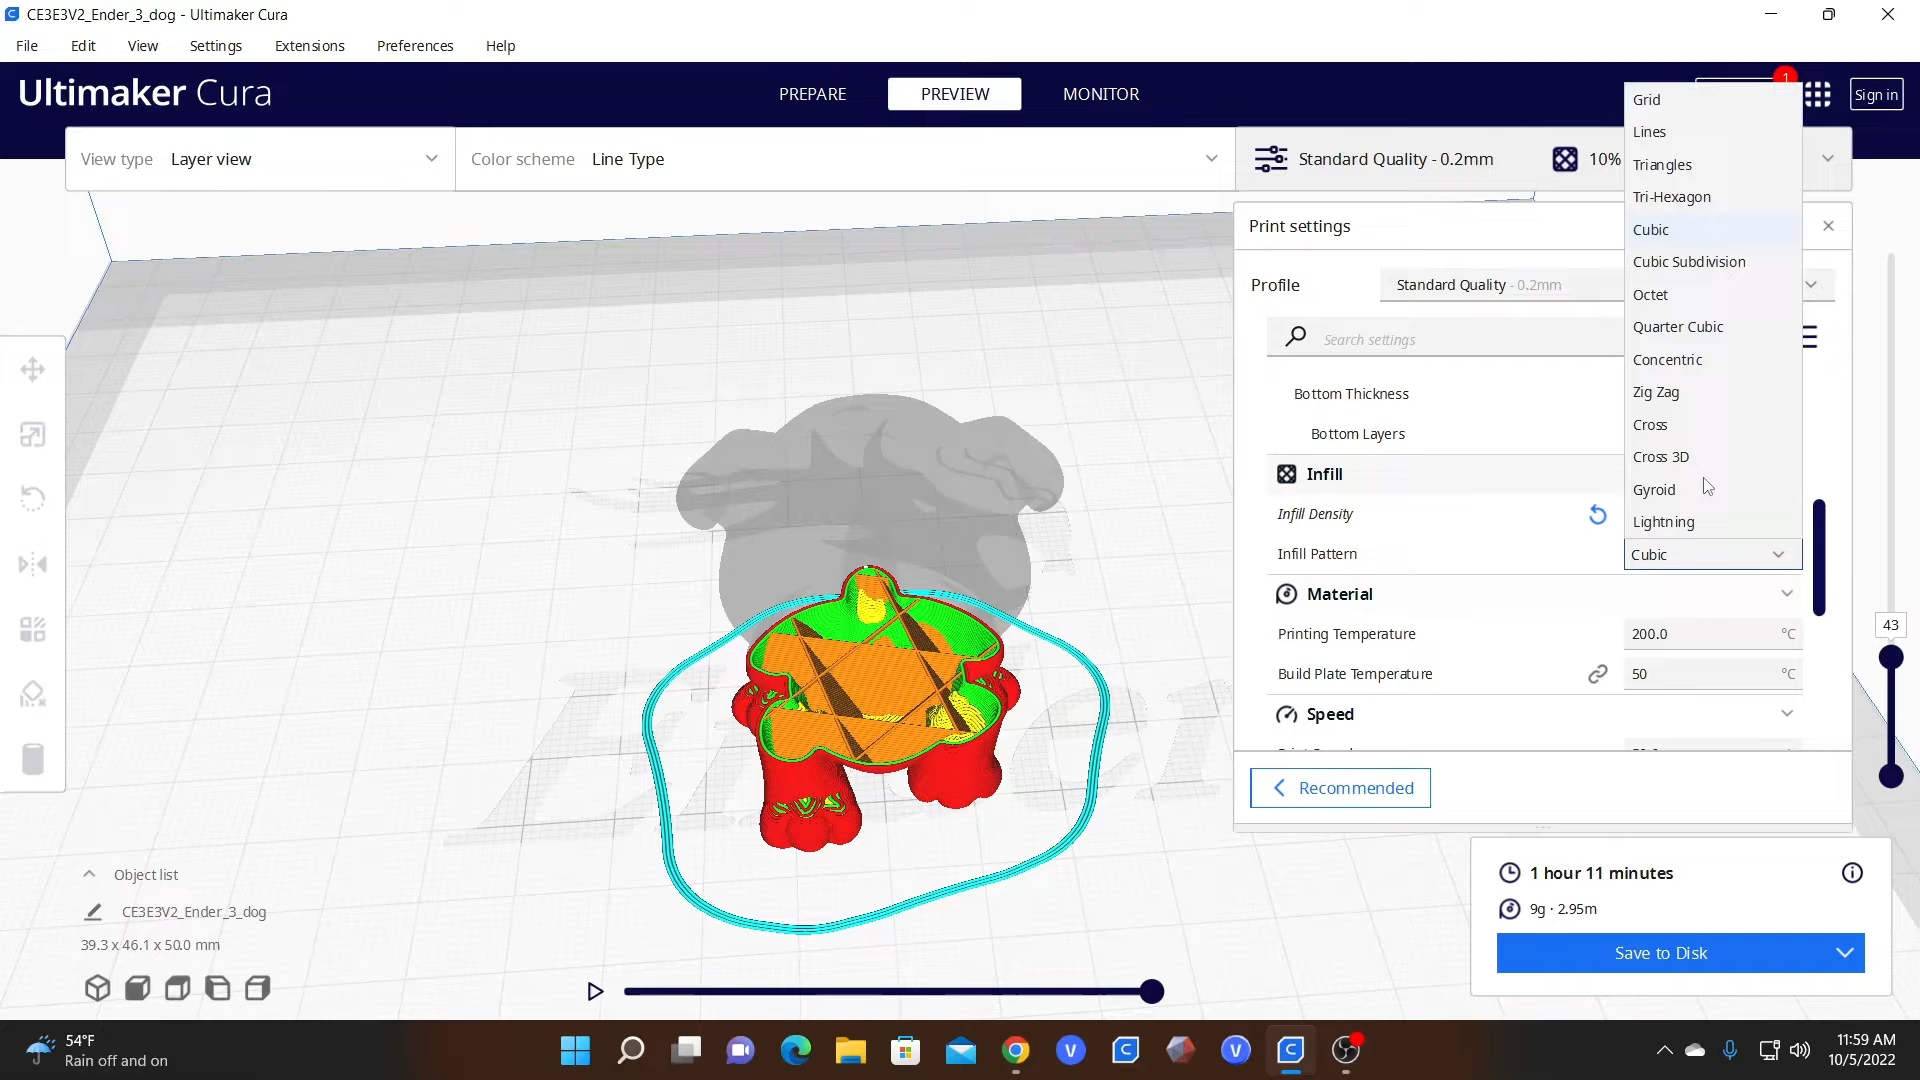 CE3E3V2_Ender_3_dog - Ultimaker Cura
File Edit View Settings Extensions Preferences Help
Ultimaker Cura
PREPARE PREVIEW MONITOR
1
Sign in
View type Layer view
Color scheme Line Type
Standard Quality - 0.2mm
10%
Grid
Lines
Triangles
Tri-Hexagon
Cubic
Cubic Subdivision
Octet
Quarter Cubic
Concentric
Zig Zag
Cross
Cross 3D
Gyroid
Lightning
Cubic
Print settings
Profile Standard Quality - 0.2mm
Search settings
Bottom Thickness
Bottom Layers
Infill
Infill Density
Infill Pattern
Material
Printing Temperature 200.0 °C
Build Plate Temperature 50 °C
Speed
Recommended
43
Object list
CE3E3V2_Ender_3_dog
39.3 x 46.1 x 50.0 mm
1 hour 11 minutes
9g · 2.95m
Save to Disk
54°F
Rain off and on
11:59 AM
10/5/2022